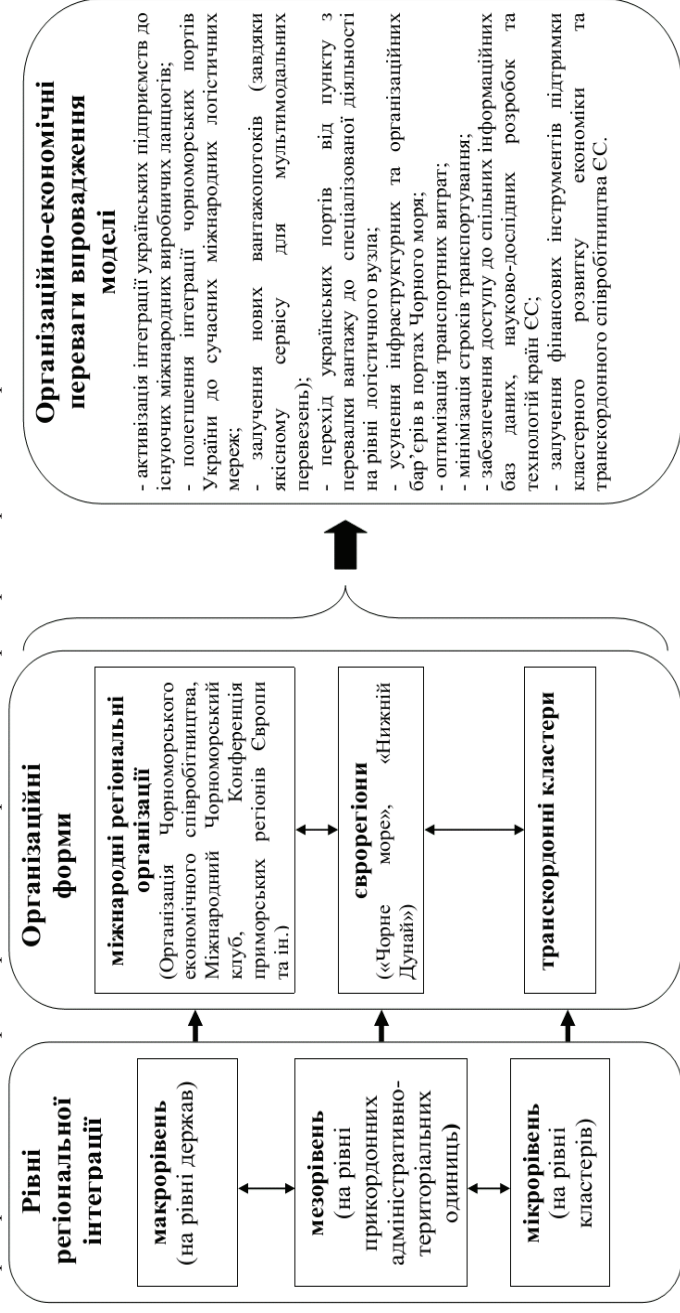 Рівні
регіональної
інтеграції
макрорівень
(на рівні держав)
мезорівень
(на рівні
прикордонних
адміністративно-
територіальних
одиниць)
мікрорівень
(на рівні
кластерів)
Організаційні
форми
міжнародні регіональні
організації
(Організація Чорноморського
економічного співробітництва,
Міжнародний Чорноморський
клуб, Конференція
приморських регіонів Європи
та ін.)
єврорегіони
(«Чорне море», «Нижній
Дунай»)
транскордонні кластери
Організаційно-економічні
переваги впровадження
моделі
- активізація інтеграції українських підприємств до
існуючих міжнародних виробничих ланцюгів;
- полегшення інтеграції чорноморських портів
України до сучасних міжнародних логістичних
мереж;
- залучення нових вантажопотоків (завдяки
якісному сервісу для мультимодальних
перевезень);
- перехід українських портів від пункту з
перевалки вантажу до спеціалізованої діяльності
на рівні логістичного вузла;
- усунення інфраструктурних та організаційних
бар’єрів в портах Чорного моря;
- оптимізація транспортних витрат;
- мінімізація строків транспортування;
- забезпечення доступу до спільних інформаційних
баз даних, науково-дослідних розробок та
технологій країн ЄС;
- залучення фінансових інструментів підтримки
кластерного розвитку економіки та
транскордонного співробітництва ЄС.